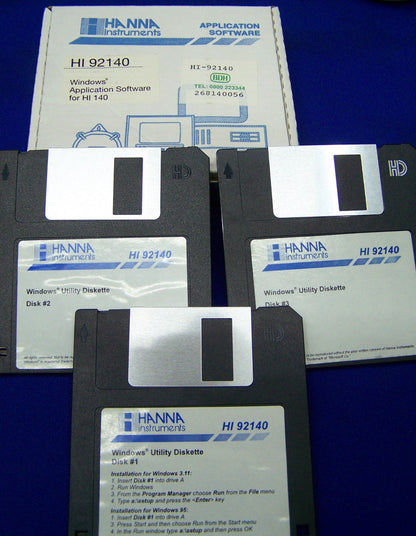 HANNA
instruments
APPLICATION
SOFTWARE
HI 92140
Windows® Application Software for HI 140
HI-92140
BDH
TEL: 0800 223344
268140056
HD
HANNA
instruments
HI 92140
Windows® Utility Diskette
Disk #2
HD
HANNA
instruments
HI 92140
Windows® Utility Diskette
Disk #3
HD
HANNA
instruments
HI 92140
Windows® Utility Diskette
Disk #1
Installation for Windows 3.11:
1. Insert Disk #1 into drive A
2. Run Windows
3. From the Program Manager choose Run from the File menu
4. Type a:\setup and press the <Enter> key
Installation for Windows 95:
1. Insert Disk #1 into drive A
3. Press Start and then choose Run from the Start menu
4. In the Run window type a:\setup and then press OK